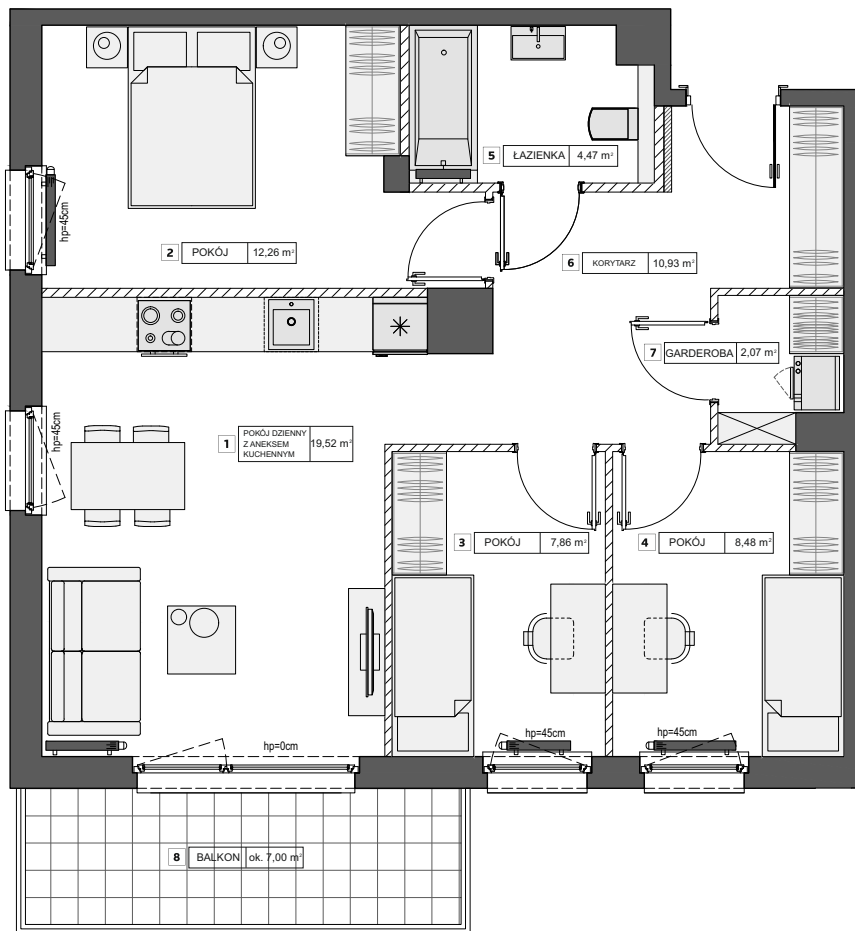 5 ŁAZIENKA 4,47 m²
hp=45cm
2 POKÓJ 12,26 m²
6 KORYTARZ 10,93 m²
7 GARDEROBA 2,07 m²
hp=45cm
1 POKÓJ DZIENNY
Z ANEKSEM
KUCHENNYM
19,52 m²
3 POKÓJ 7,86 m²
4 POKÓJ 8,48 m²
hp=0cm
hp=45cm
hp=45cm
8 BALKON ok. 7,00 m²